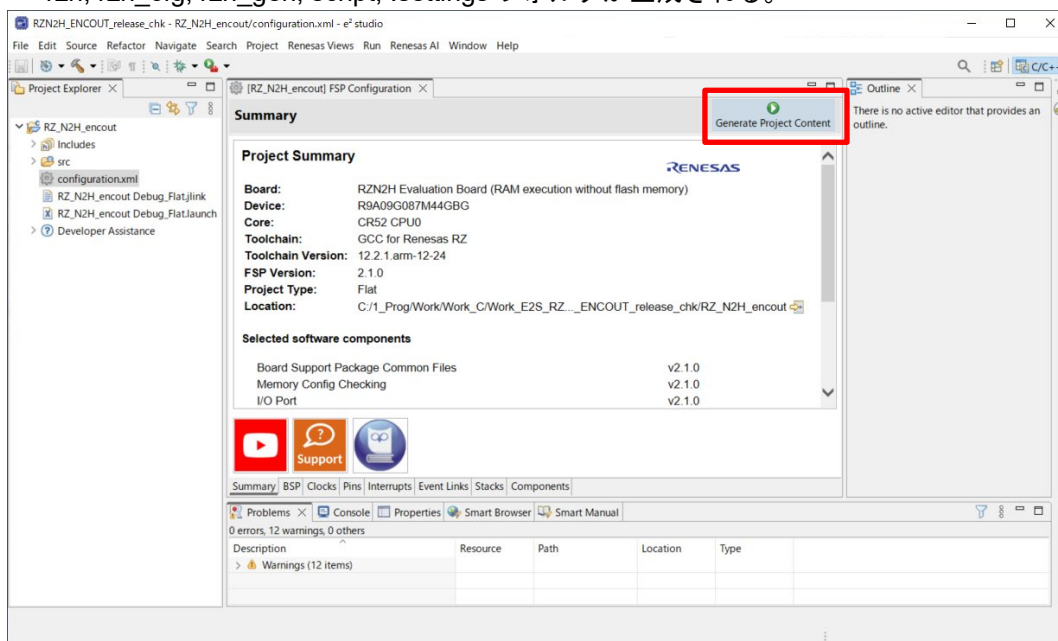 RZN2H_ENCOUT_release_chk - RZ_N2H_encout/configuration.xml - e² studio
File Edit Source Refactor Navigate Search Project Renesas Views Run Renesas AI Window Help
C/C++
Project Explorer
RZ_N2H_encout
Includes
src
configuration.xml
RZ_N2H_encout Debug_Flat.jlink
RZ_N2H_encout Debug_Flat.launch
Developer Assistance
[RZ_N2H_encout] FSP Configuration
Summary
Generate Project Content
Project Summary
RENESAS
Board: RZN2H Evaluation Board (RAM execution without flash memory)
Device: R9A09G087M44GBG
Core: CR52 CPU0
Toolchain: GCC for Renesas RZ
Toolchain Version: 12.2.1.arm-12-24
FSP Version: 2.1.0
Project Type: Flat
Location: C:/1_Prog/Work/Work_C/Work_E2S_RZ..._ENCOUT_release_chk/RZ_N2H_encout
Selected software components
Board Support Package Common Files v2.1.0
Memory Config Checking v2.1.0
I/O Port v2.1.0
Support
Summary BSP Clocks Pins Interrupts Event Links Stacks Components
Outline
There is no active editor that provides an
outline.
Problems Console Properties Smart Browser Smart Manual
0 errors, 12 warnings, 0 others
Description Resource Path Location Type
Warnings (12 items)